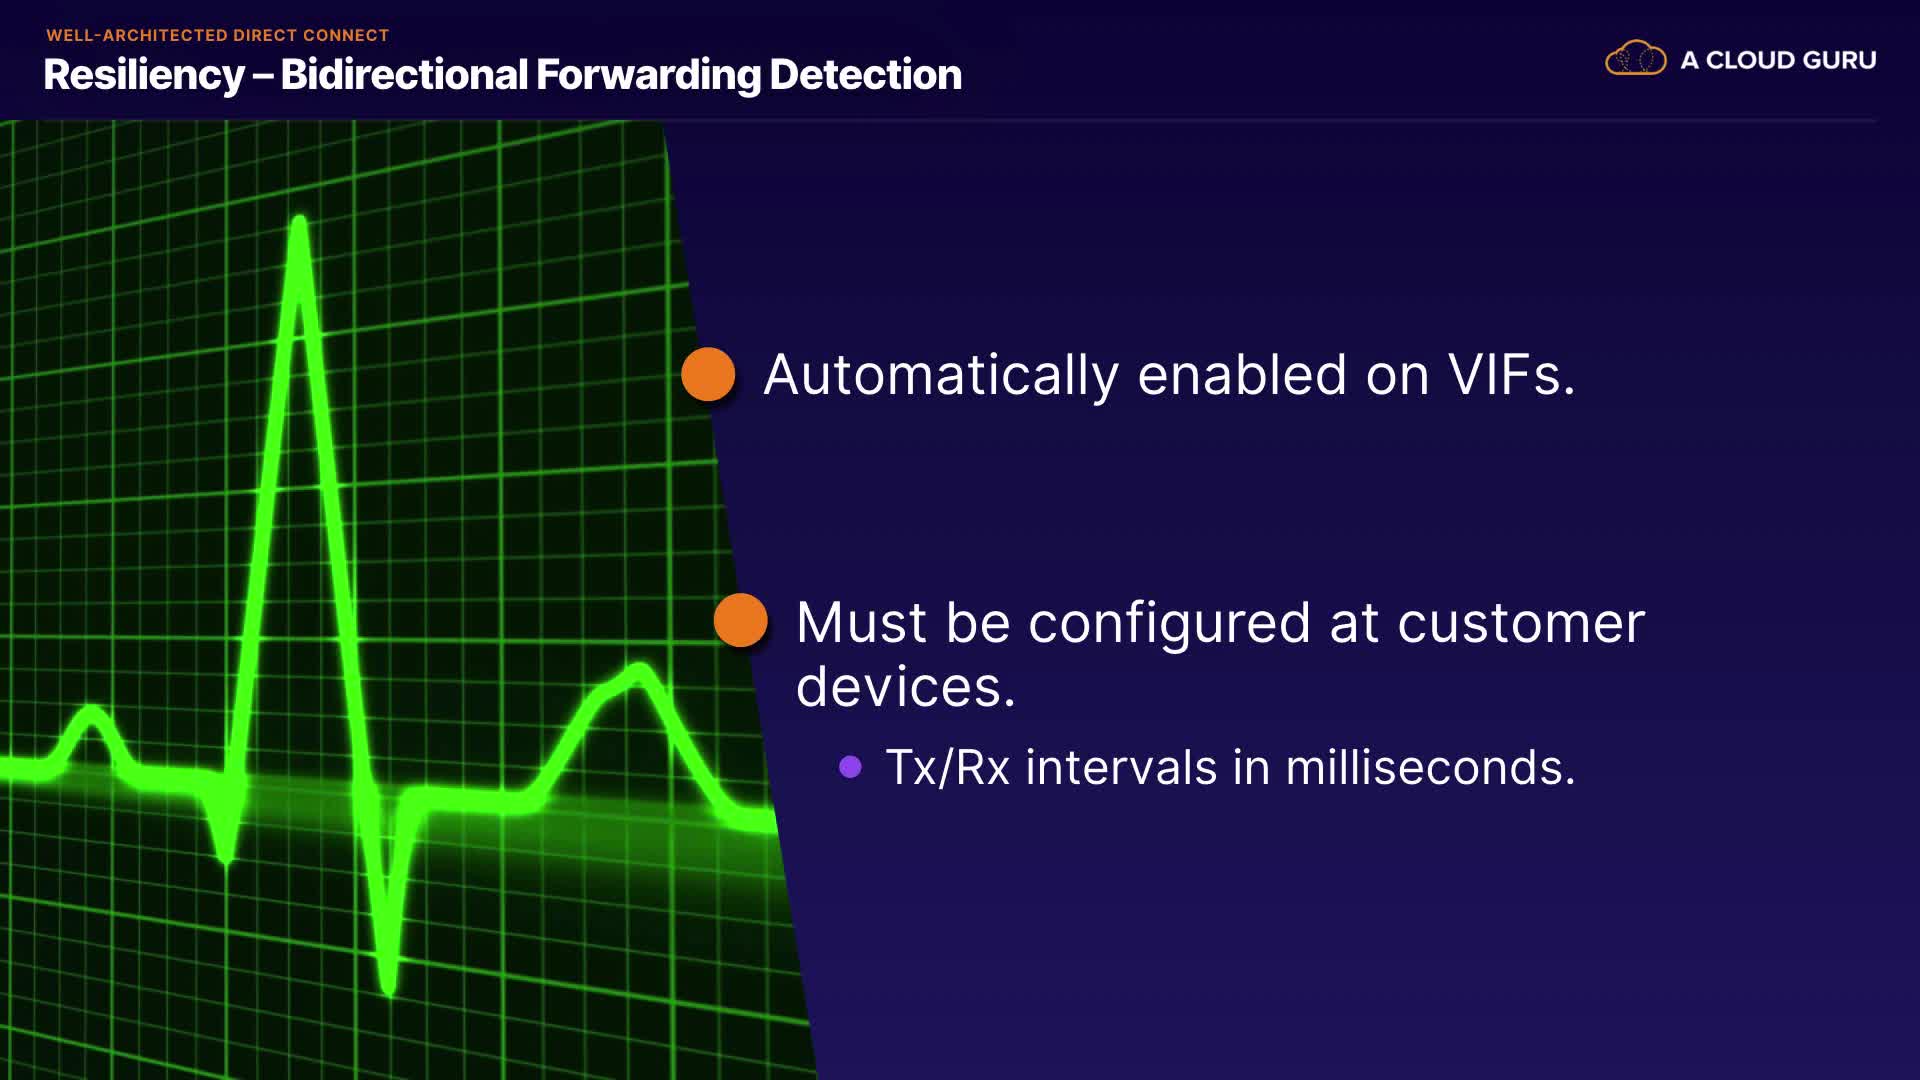 WELL-ARCHITECTED DIRECT CONNECT
Resiliency – Bidirectional Forwarding Detection
A CLOUD GURU
Automatically enabled on VIFs.
Must be configured at customer
devices.
Tx/Rx intervals in milliseconds.